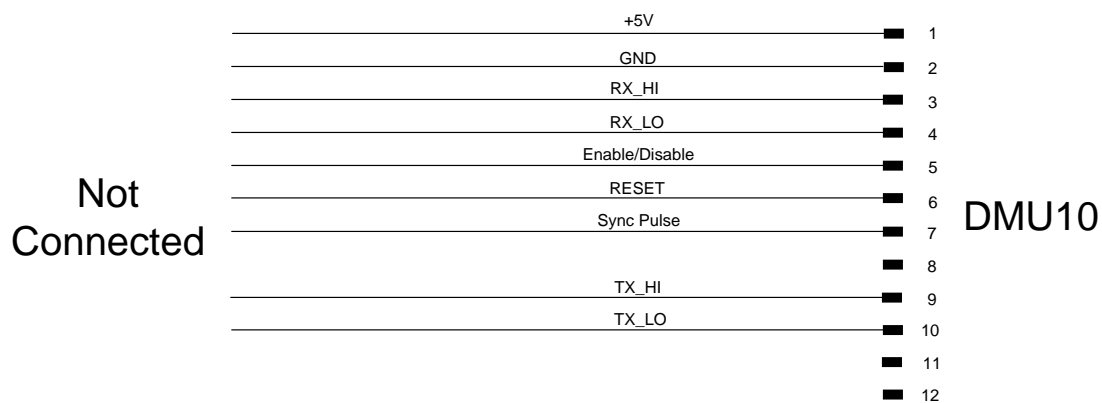 +5V
1
GND
2
RX_HI
3
RX_LO
4
Enable/Disable
5
RESET
6
Sync Pulse
7
8
TX_HI
9
TX_LO
10
11
12
Not
Connected
DMU10